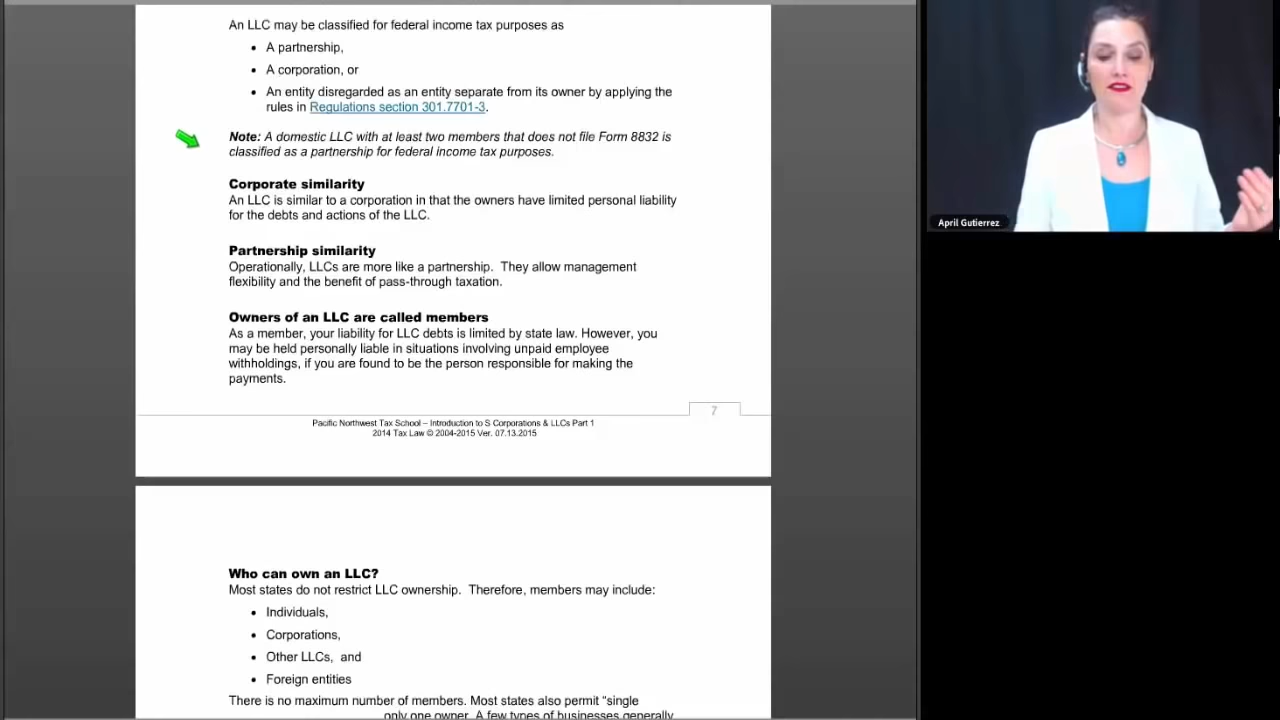 An LLC may be classified for federal income tax purposes as
• A partnership,
• A corporation, or
• An entity disregarded as an entity separate from its owner by applying the
rules in Regulations section 301.7701-3.
Note: A domestic LLC with at least two members that does not file Form 8832 is
classified as a partnership for federal income tax purposes.
Corporate similarity
An LLC is similar to a corporation in that the owners have limited personal liability
for the debts and actions of the LLC.
Partnership similarity
Operationally, LLCs are more like a partnership. They allow management
flexibility and the benefit of pass-through taxation.
Owners of an LLC are called members
As a member, your liability for LLC debts is limited by state law. However, you
may be held personally liable in situations involving unpaid employee
withholdings, if you are found to be the person responsible for making the
payments.
7
Pacific Northwest Tax School – Introduction to S Corporations & LLCs Part 1
2014 Tax Law © 2004-2015 Ver. 07.13.2015
Who can own an LLC?
Most states do not restrict LLC ownership. Therefore, members may include:
• Individuals,
• Corporations,
• Other LLCs, and
• Foreign entities
There is no maximum number of members. Most states also permit “single
only one owner. A few types of businesses generally
April Gutierrez